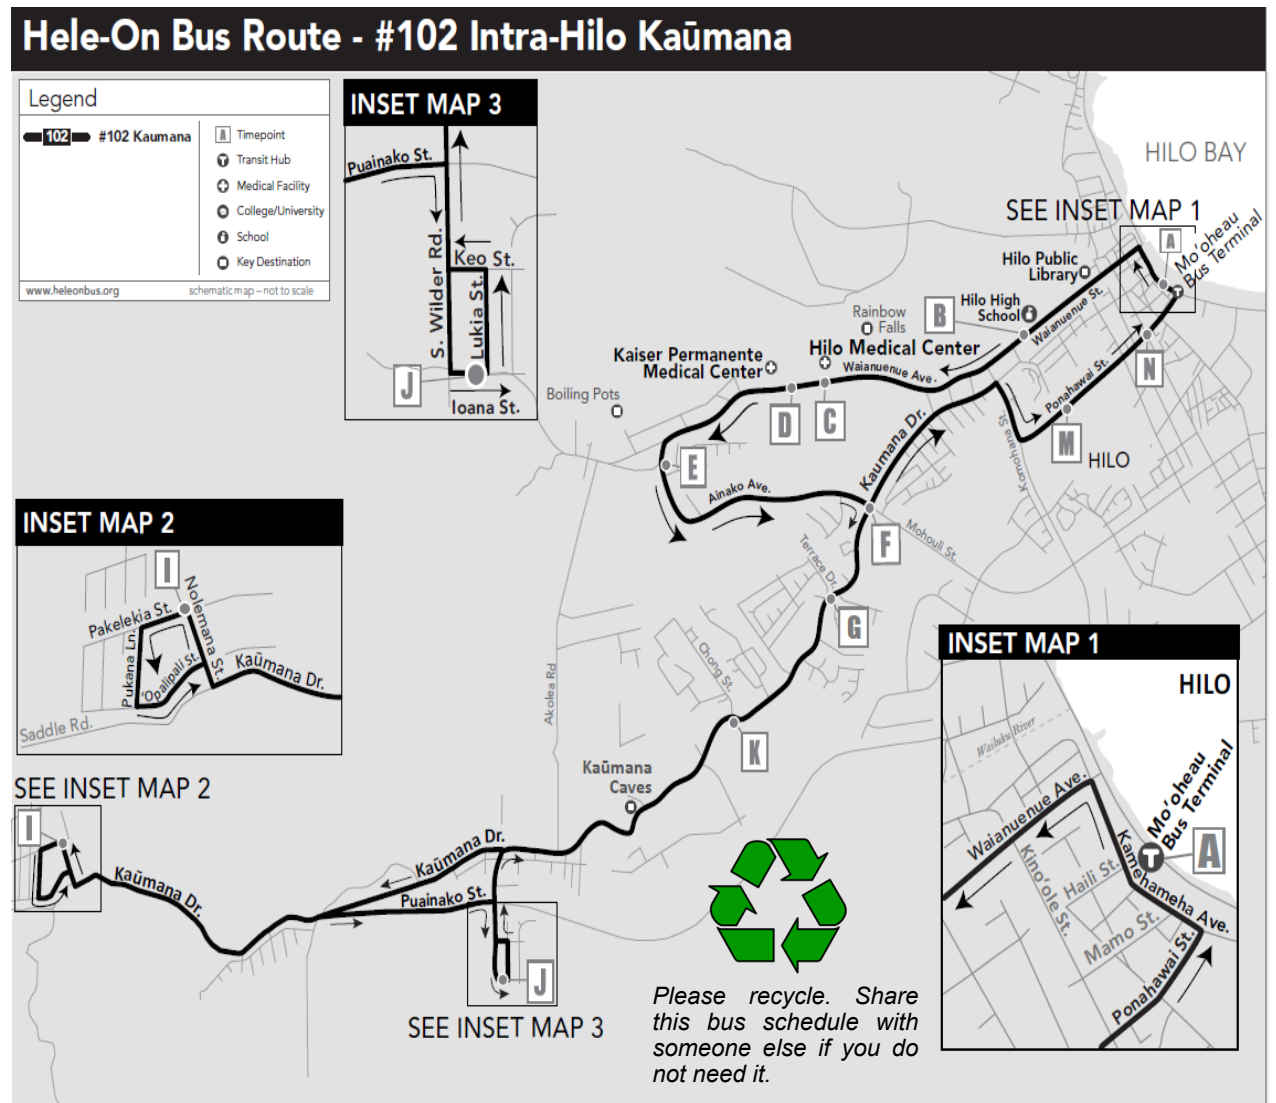 Hele-On Bus Route - #102 Intra-Hilo Kaūmana
Legend
102 #102 Kaumana
A Timepoint
T Transit Hub
Medical Facility
College/University
School
Key Destination
www.heleonbus.org schematic map – not to scale
INSET MAP 3
Puainako St.
S. Wilder Rd.
Keo St.
Lukia St.
J
Ioana St.
HILO BAY
SEE INSET MAP 1
A
Mo'oheau
Bus Terminal
Hilo Public
Library
Hilo High
School
Waianuenue St.
B
Rainbow
Falls
Hilo Medical Center
Kaiser Permanente
Medical Center
Waianuenue Ave.
Boiling Pots
D
C
N
Ponahawai St.
M
HILO
Komohana St.
Kaumana Dr.
E
Ainako Ave.
F
Mohouli St.
Terrace Dr.
G
Chong St.
K
Akolea Rd
Kaūmana
Caves
INSET MAP 2
I
Nolemana St.
Pakelekia St.
Pukana Ln.
'Opalipali St.
Kaūmana Dr.
Saddle Rd.
SEE INSET MAP 2
I
Kaūmana Dr.
Kaūmana Dr.
Puainako St.
J
SEE INSET MAP 3
Please recycle. Share
this bus schedule with
someone else if you do
not need it.
INSET MAP 1
HILO
Wailuku River
Waianuenue Ave.
Mo'oheau
Bus Terminal
T
A
Kamehameha Ave.
Kino'ole St.
Haili St.
Mamo St.
Ponahawai St.